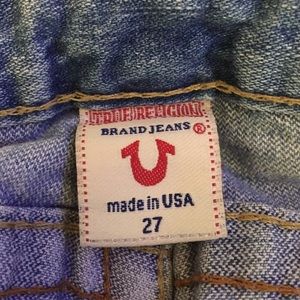 TRUE RELIGION
BRAND JEANS®
made in USA
27